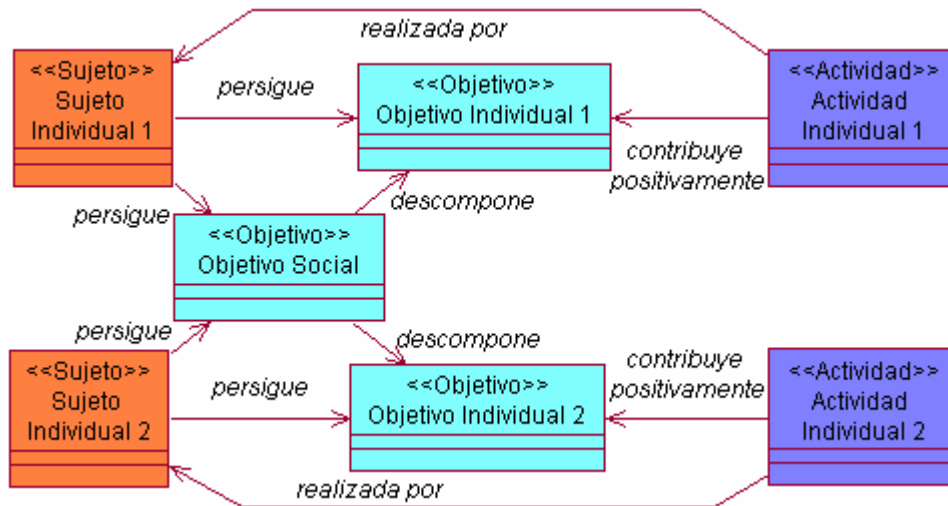 realizada por
<<Sujeto>>
Sujeto
Individual 1
persigue
<<Objetivo>>
Objetivo Individual 1
<<Actividad>>
Actividad
Individual 1
contribuye
positivamente
persigue
descompone
<<Objetivo>>
Objetivo Social
persigue
descompone
<<Sujeto>>
Sujeto
Individual 2
persigue
<<Objetivo>>
Objetivo Individual 2
contribuye
positivamente
<<Actividad>>
Actividad
Individual 2
realizada por